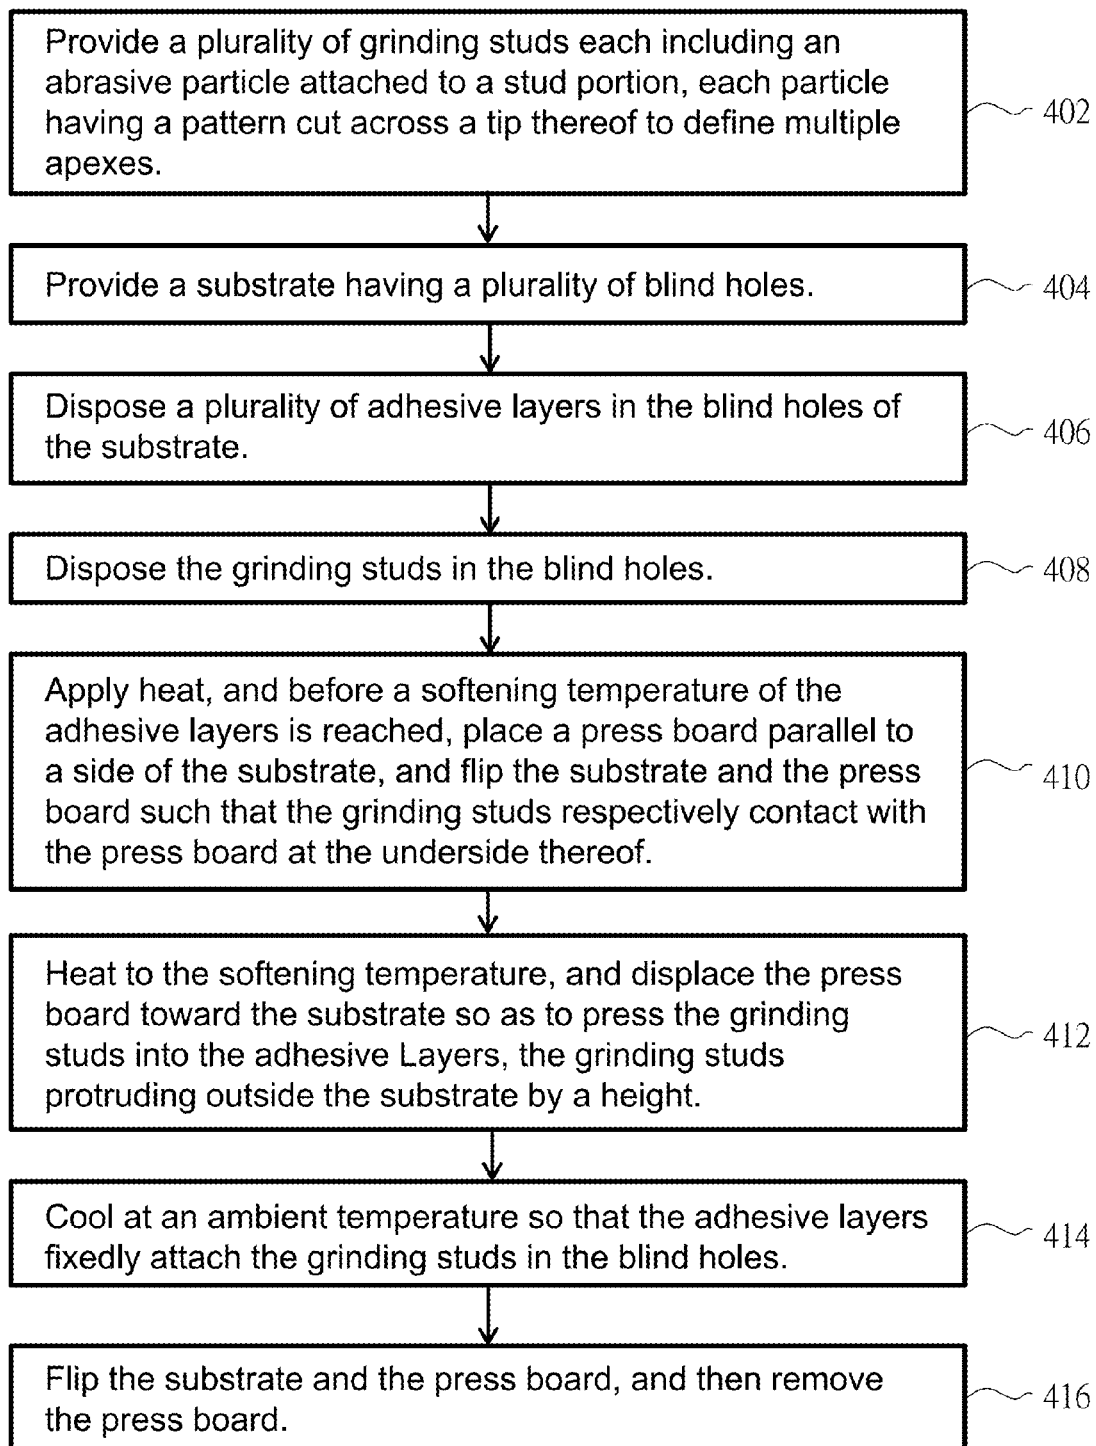 Provide a plurality of grinding studs each including an
abrasive particle attached to a stud portion, each particle
having a pattern cut across a tip thereof to define multiple
apexes.
402
Provide a substrate having a plurality of blind holes.
404
Dispose a plurality of adhesive layers in the blind holes of
the substrate.
406
Dispose the grinding studs in the blind holes.
408
Apply heat, and before a softening temperature of the
adhesive layers is reached, place a press board parallel to
a side of the substrate, and flip the substrate and the press
board such that the grinding studs respectively contact with
the press board at the underside thereof.
410
Heat to the softening temperature, and displace the press
board toward the substrate so as to press the grinding
studs into the adhesive Layers, the grinding studs
protruding outside the substrate by a height.
412
Cool at an ambient temperature so that the adhesive layers
fixedly attach the grinding studs in the blind holes.
414
Flip the substrate and the press board, and then remove
the press board.
416